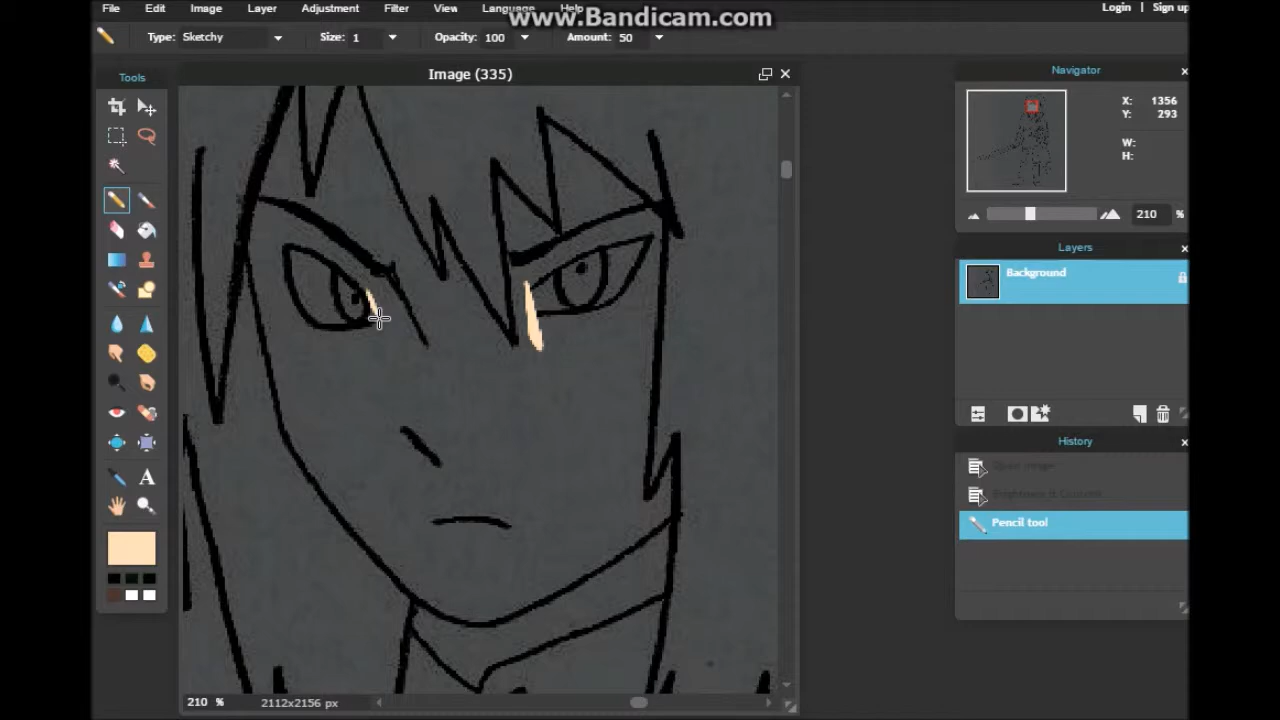 www.Bandicam.com
File Edit Image Layer Adjustment Filter View Language Help
Login | Sign up
Type: Sketchy Size: 1 Opacity: 100 Amount: 50
Tools
Image (335)
Navigator
X: 1356
Y: 293
W:
H:
210 %
Layers
Background
History
Open image
Brightness & Contrast
Pencil tool
A
210 % 2112x2156 px